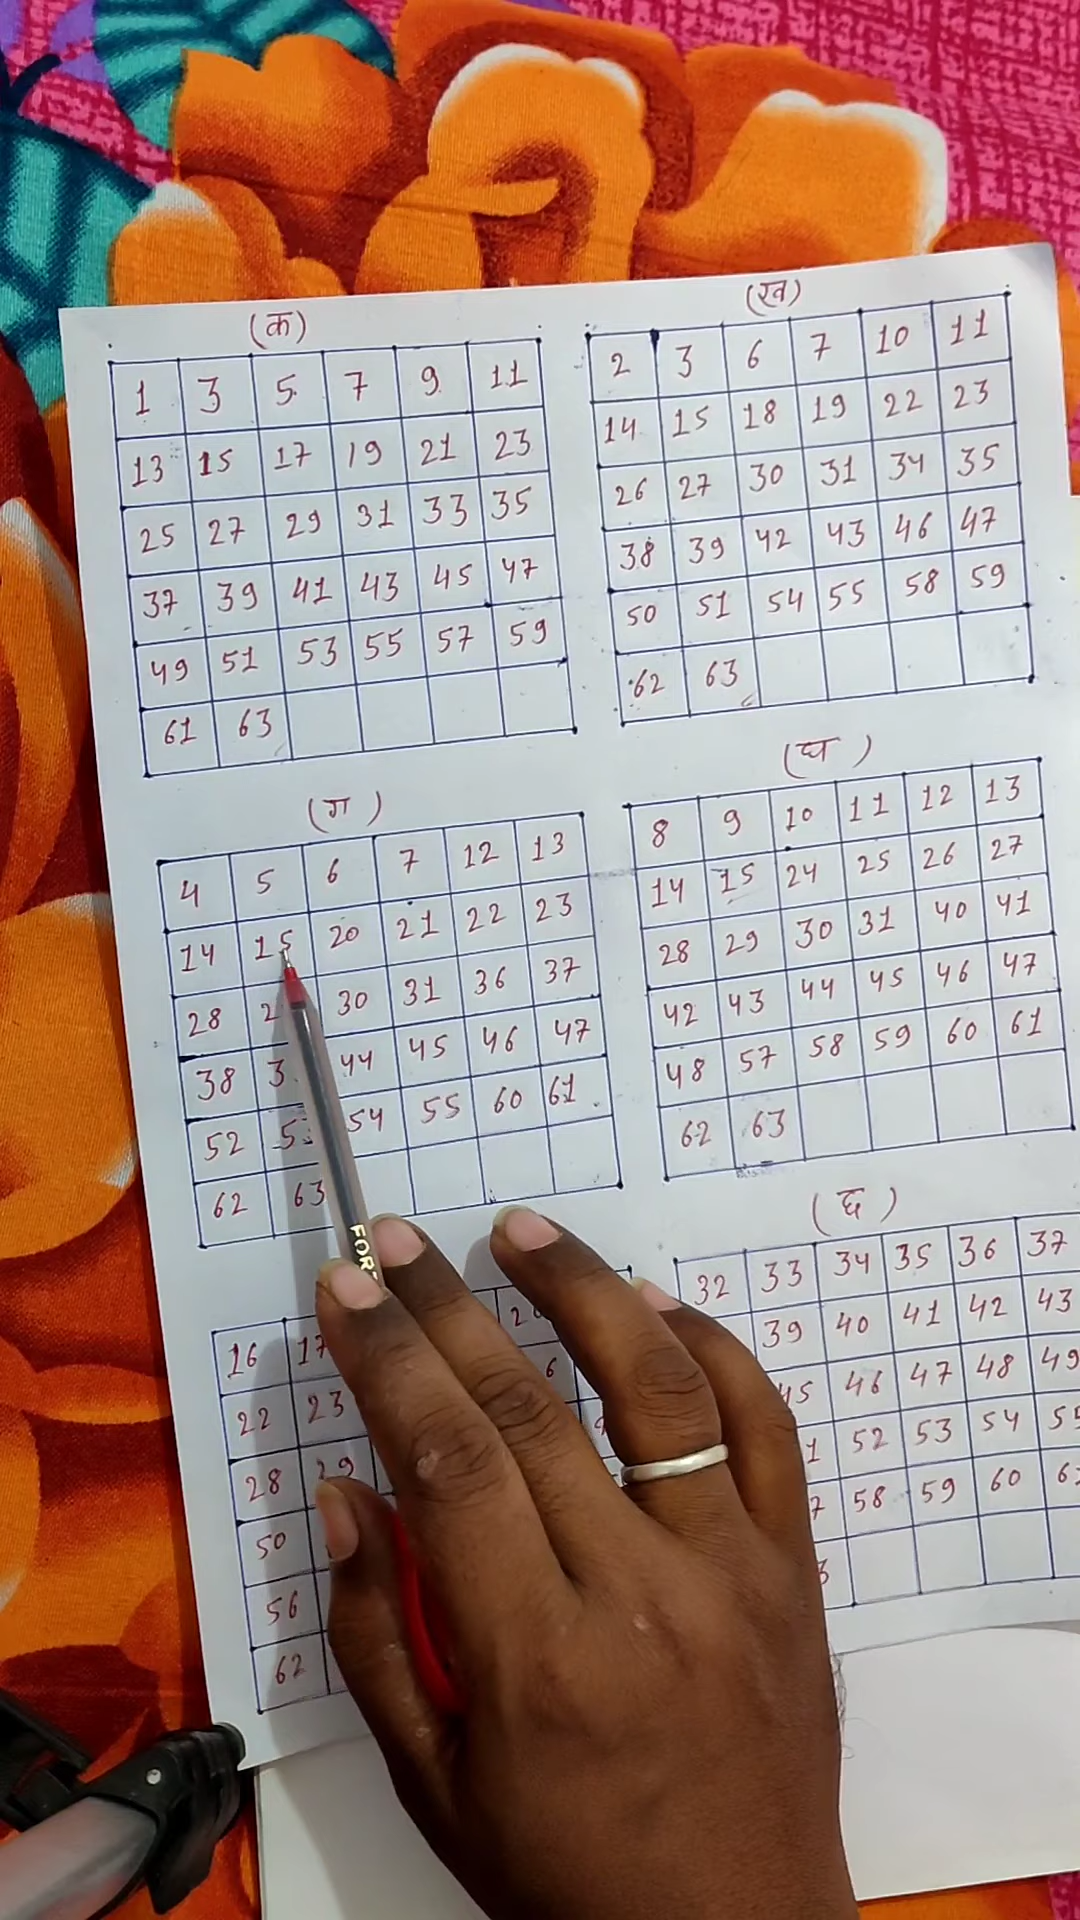 (क)
1 3 5 7 9 11
13 15 17 19 21 23
25 27 29 31 33 35
37 39 41 43 45 47
49 51 53 55 57 59
61 63
(ख)
2 3 6 7 10 11
14 15 18 19 22 23
26 27 30 31 34 35
38 39 42 43 46 47
50 51 54 55 58 59
62 63
(ग)
4 5 6 7 12 13
14 15 20 21 22 23
28 30 31 36 37
38 44 45 46 47
52 54 55 60 61
62 63
(घ)
8 9 10 11 12 13
14 15 24 25 26 27
28 29 30 31 40 41
42 43 44 45 46 47
48 57 58 59 60 61
62 63
16 17
22 23
28 29
50
56
62
(छ)
32 33 34 35 36 37
39 40 41 42 43
45 46 47 48 49
52 53 54 55
58 59 60